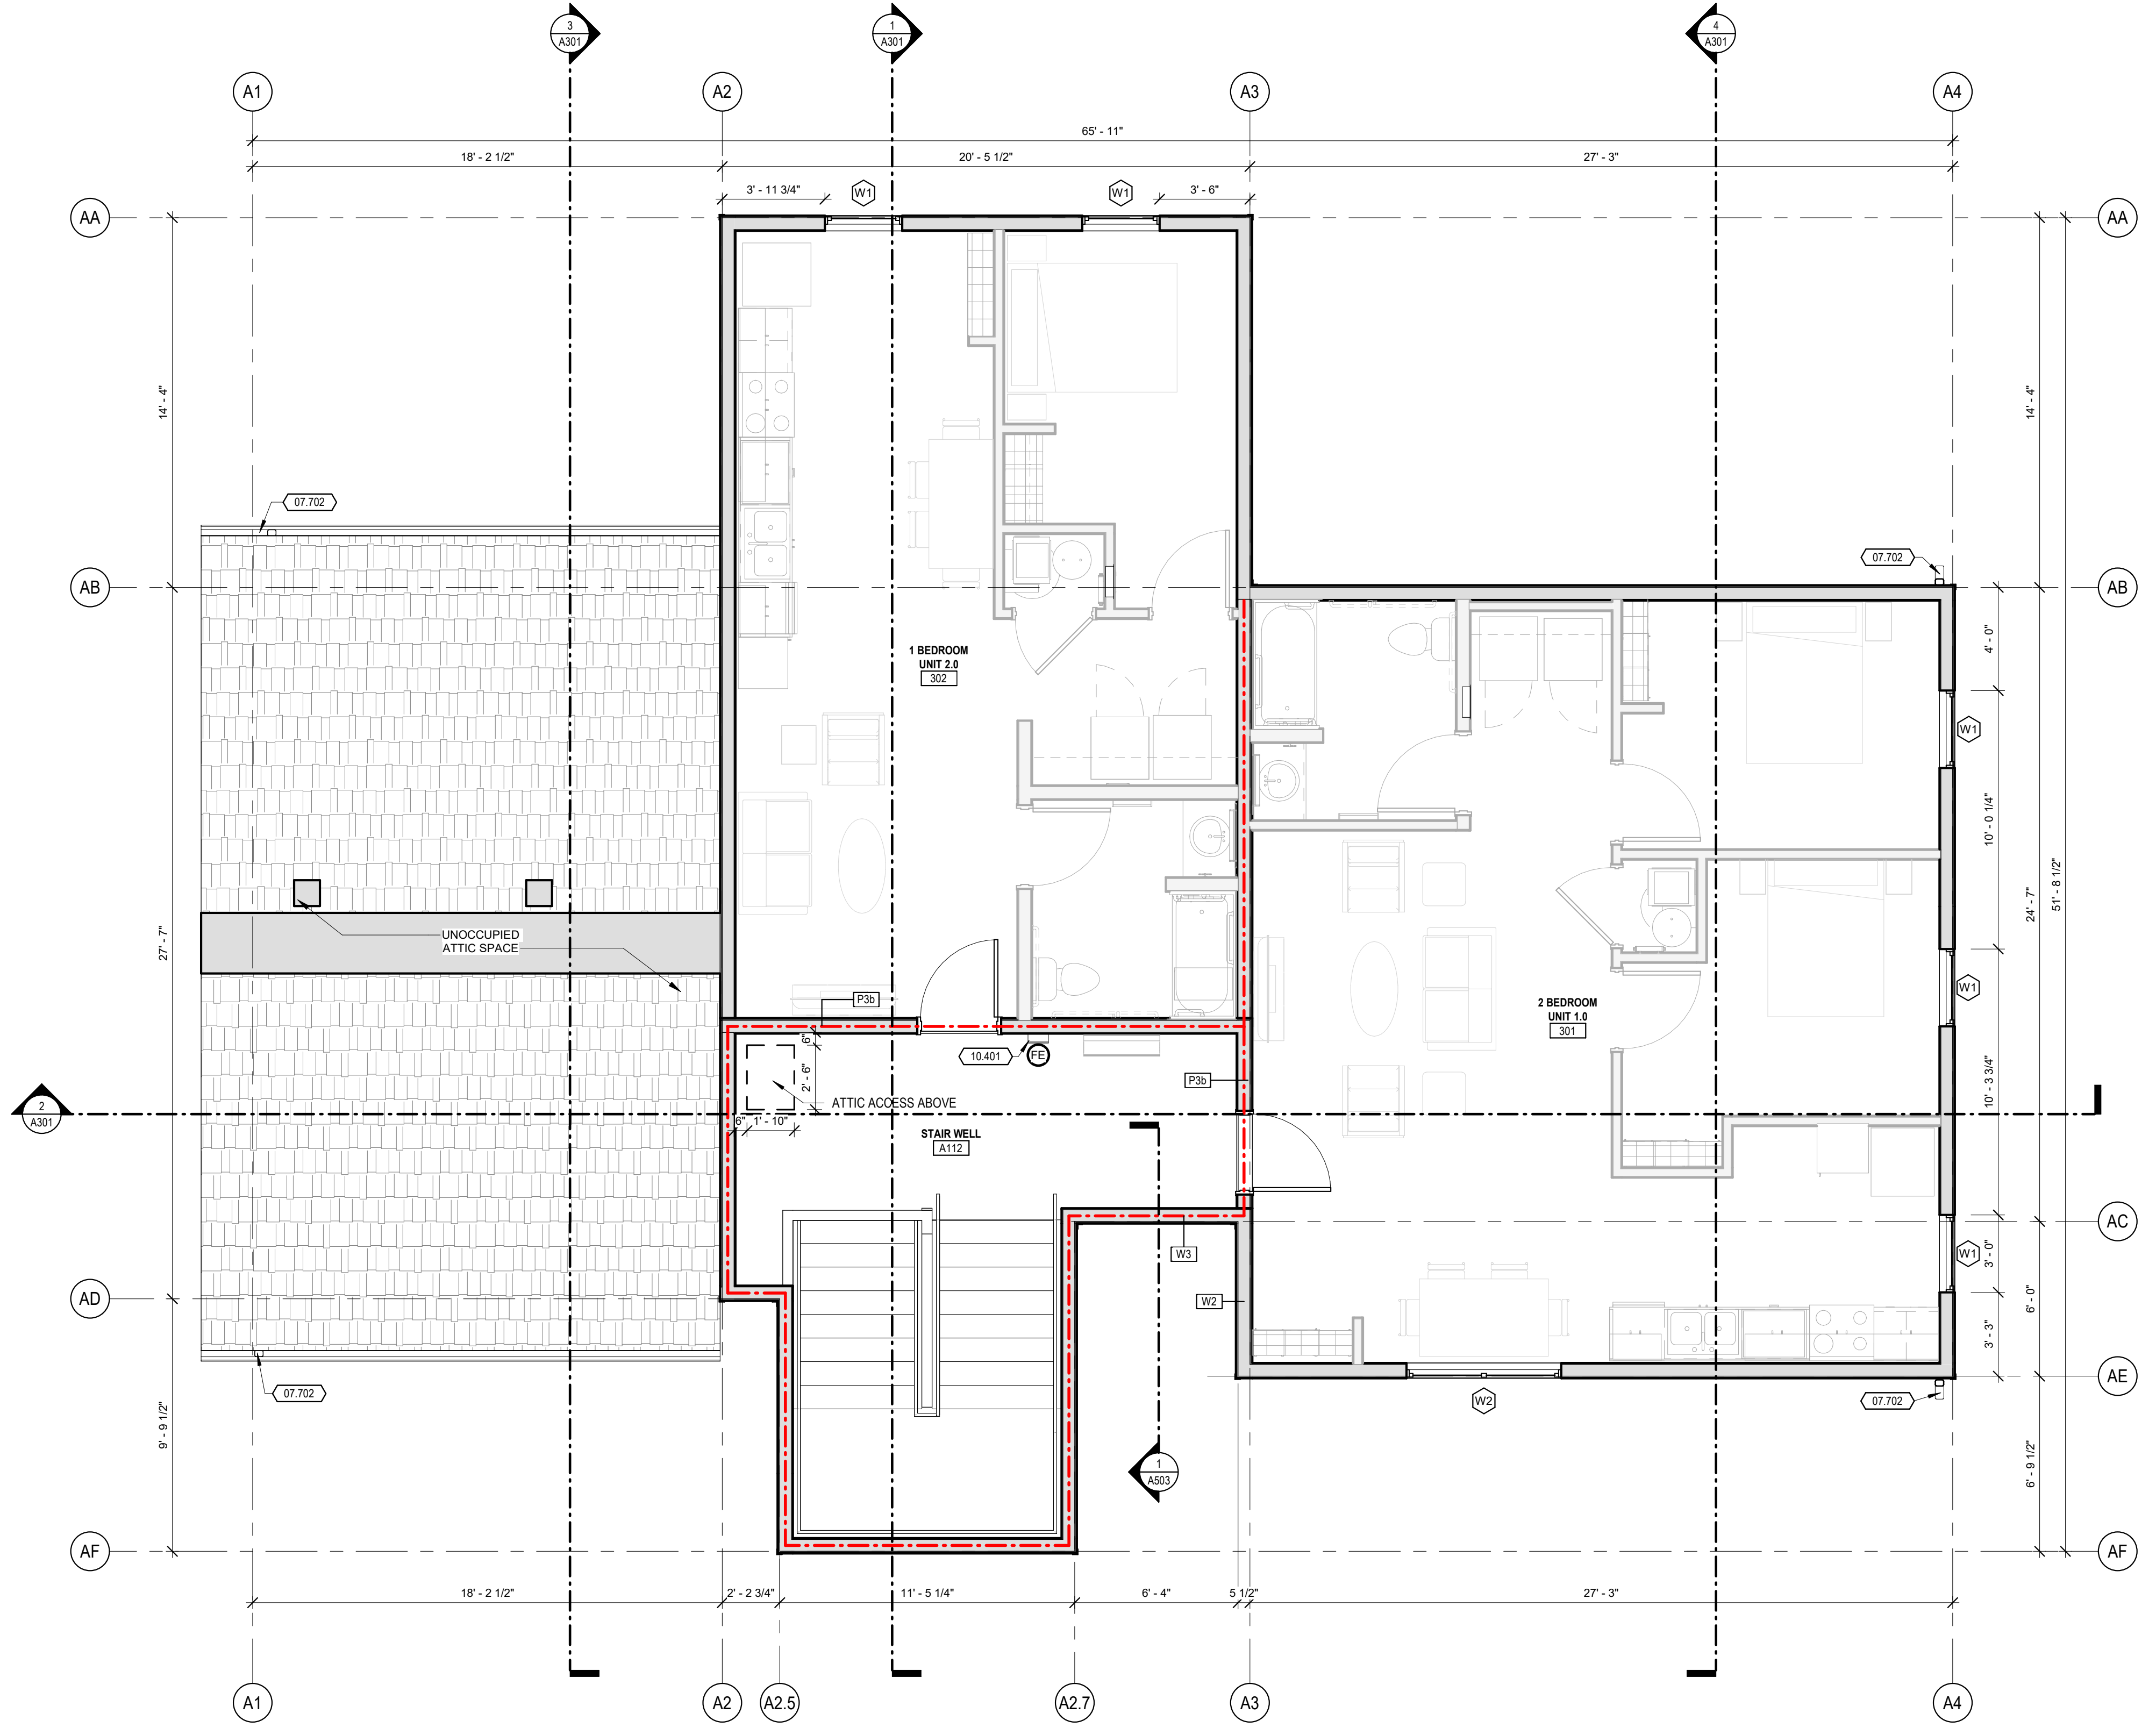 3
A301
1
A301
4
A301
A1
A2
A3
A4
65' - 11"
18' - 2 1/2"
20' - 5 1/2"
27' - 3"
3' - 11 3/4"
W1
W1
3' - 6"
AA
AA
14' - 4"
14' - 4"
07.702
07.702
AB
AB
4' - 0"
1 BEDROOM
UNIT 2.0
302
W1
10' - 0 1/4"
51' - 8 1/2"
24' - 7"
27' - 7"
UNOCCUPIED
ATTIC SPACE
W1
P3b
2 BEDROOM
UNIT 1.0
301
6"
10.401
FE
2' - 6"
P3b
10' - 3 3/4"
ATTIC ACCESS ABOVE
2
A301
6"
1' - 10"
STAIR WELL
A112
AC
W3
W1
3' - 0"
AD
W2
6' - 0"
3' - 3"
07.702
W2
07.702
AE
9' - 9 1/2"
1
A503
6' - 9 1/2"
AF
AF
18' - 2 1/2"
2' - 2 3/4"
11' - 5 1/4"
6' - 4"
5 1/2"
27' - 3"
A1
A2
A2.5
A2.7
A3
A4